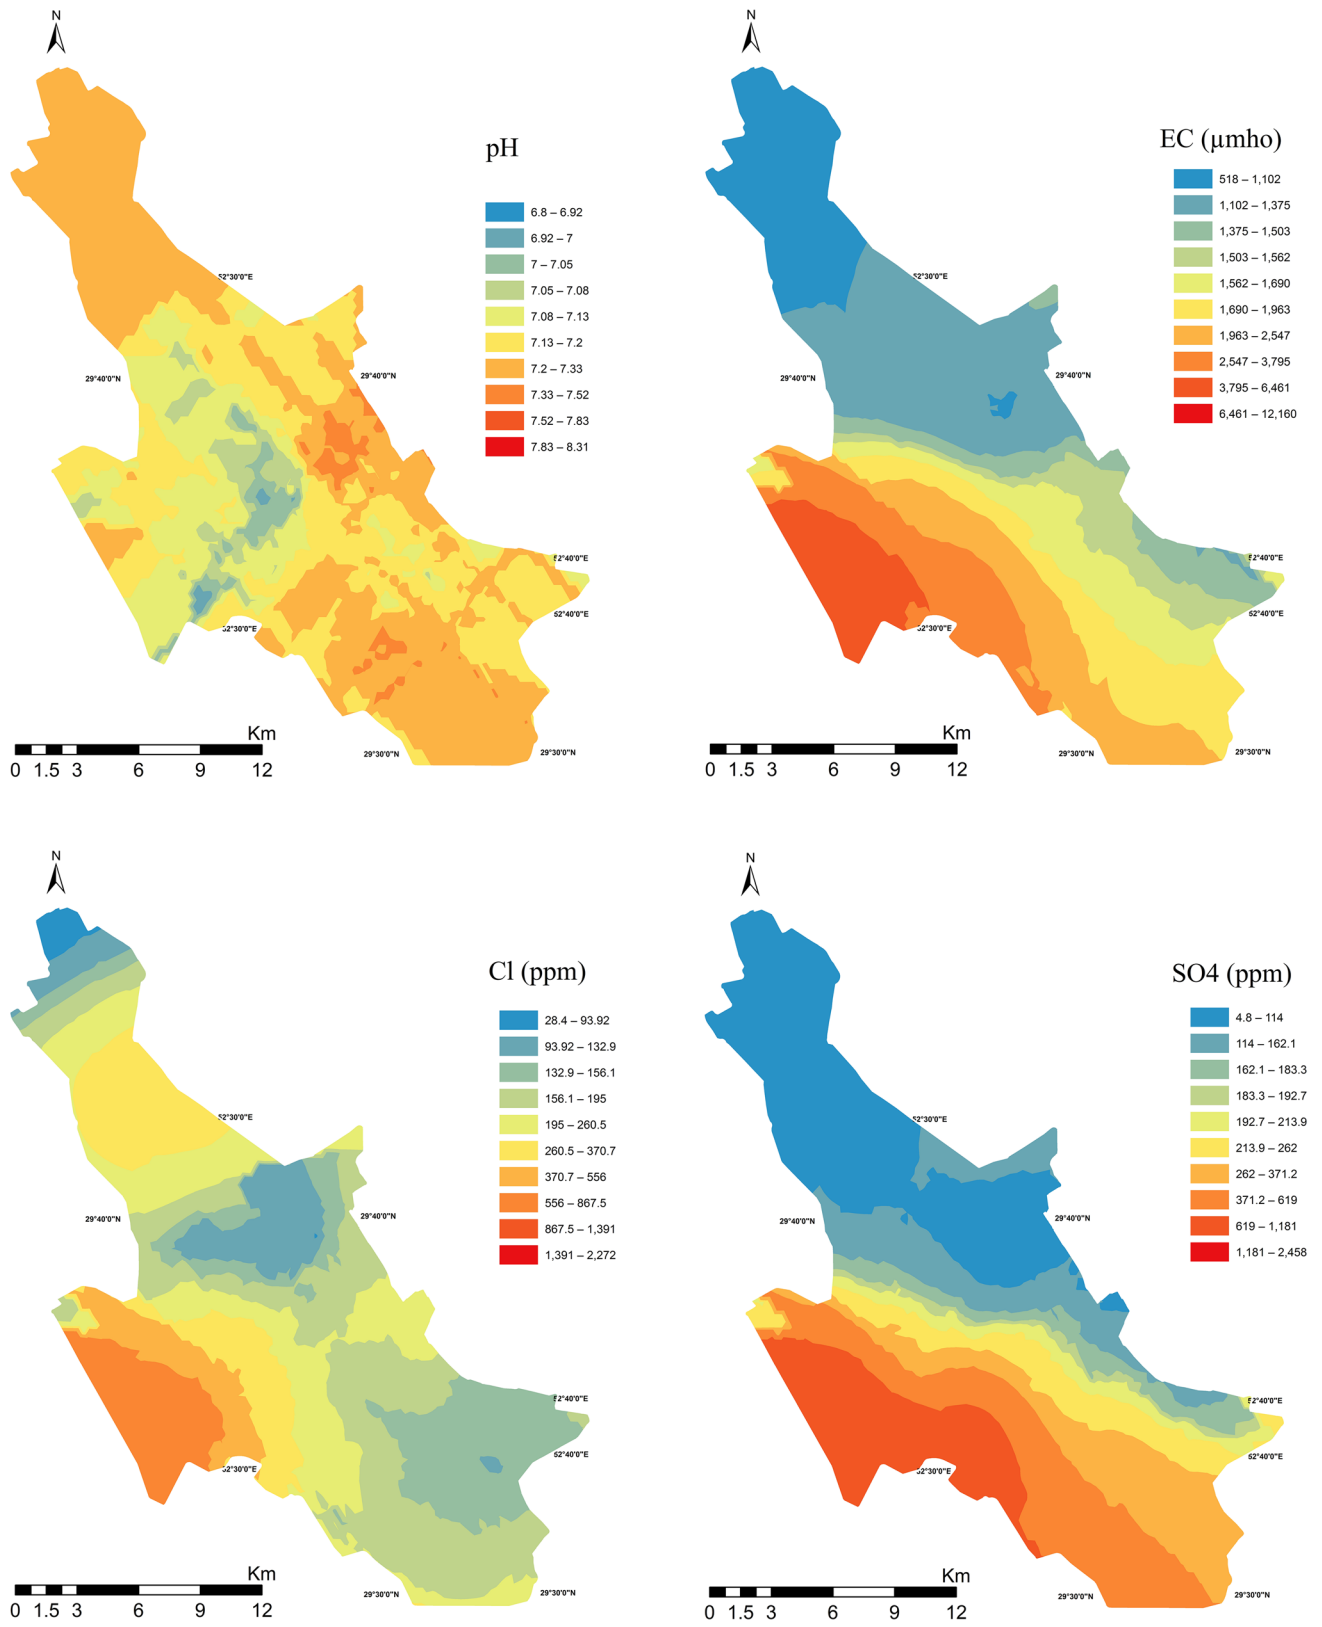 N
pH
6.8 – 6.92
6.92 – 7
7 – 7.05
7.05 – 7.08
7.08 – 7.13
7.13 – 7.2
7.2 – 7.33
7.33 – 7.52
7.52 – 7.83
7.83 – 8.31
52°30'0"E
29°40'0"N
29°40'0"N
52°40'0"E
52°40'0"E
52°30'0"E
29°30'0"N
29°30'0"N
Km
0 1.5 3 6 9 12
N
EC (µmho)
518 – 1,102
1,102 – 1,375
1,375 – 1,503
1,503 – 1,562
1,562 – 1,690
1,690 – 1,963
1,963 – 2,547
2,547 – 3,795
3,795 – 6,461
6,461 – 12,160
52°30'0"E
29°40'0"N
29°40'0"N
52°40'0"E
52°40'0"E
52°30'0"E
29°30'0"N
29°30'0"N
Km
0 1.5 3 6 9 12
N
Cl (ppm)
28.4 – 93.92
93.92 – 132.9
132.9 – 156.1
156.1 – 195
195 – 260.5
260.5 – 370.7
370.7 – 556
556 – 867.5
867.5 – 1,391
1,391 – 2,272
52°30'0"E
29°40'0"N
29°40'0"N
52°40'0"E
52°40'0"E
52°30'0"E
29°30'0"N
29°30'0"N
Km
0 1.5 3 6 9 12
N
SO4 (ppm)
4.8 – 114
114 – 162.1
162.1 – 183.3
183.3 – 192.7
192.7 – 213.9
213.9 – 262
262 – 371.2
371.2 – 619
619 – 1,181
1,181 – 2,458
52°30'0"E
29°40'0"N
29°40'0"N
52°40'0"E
52°40'0"E
52°30'0"E
29°30'0"N
29°30'0"N
Km
0 1.5 3 6 9 12